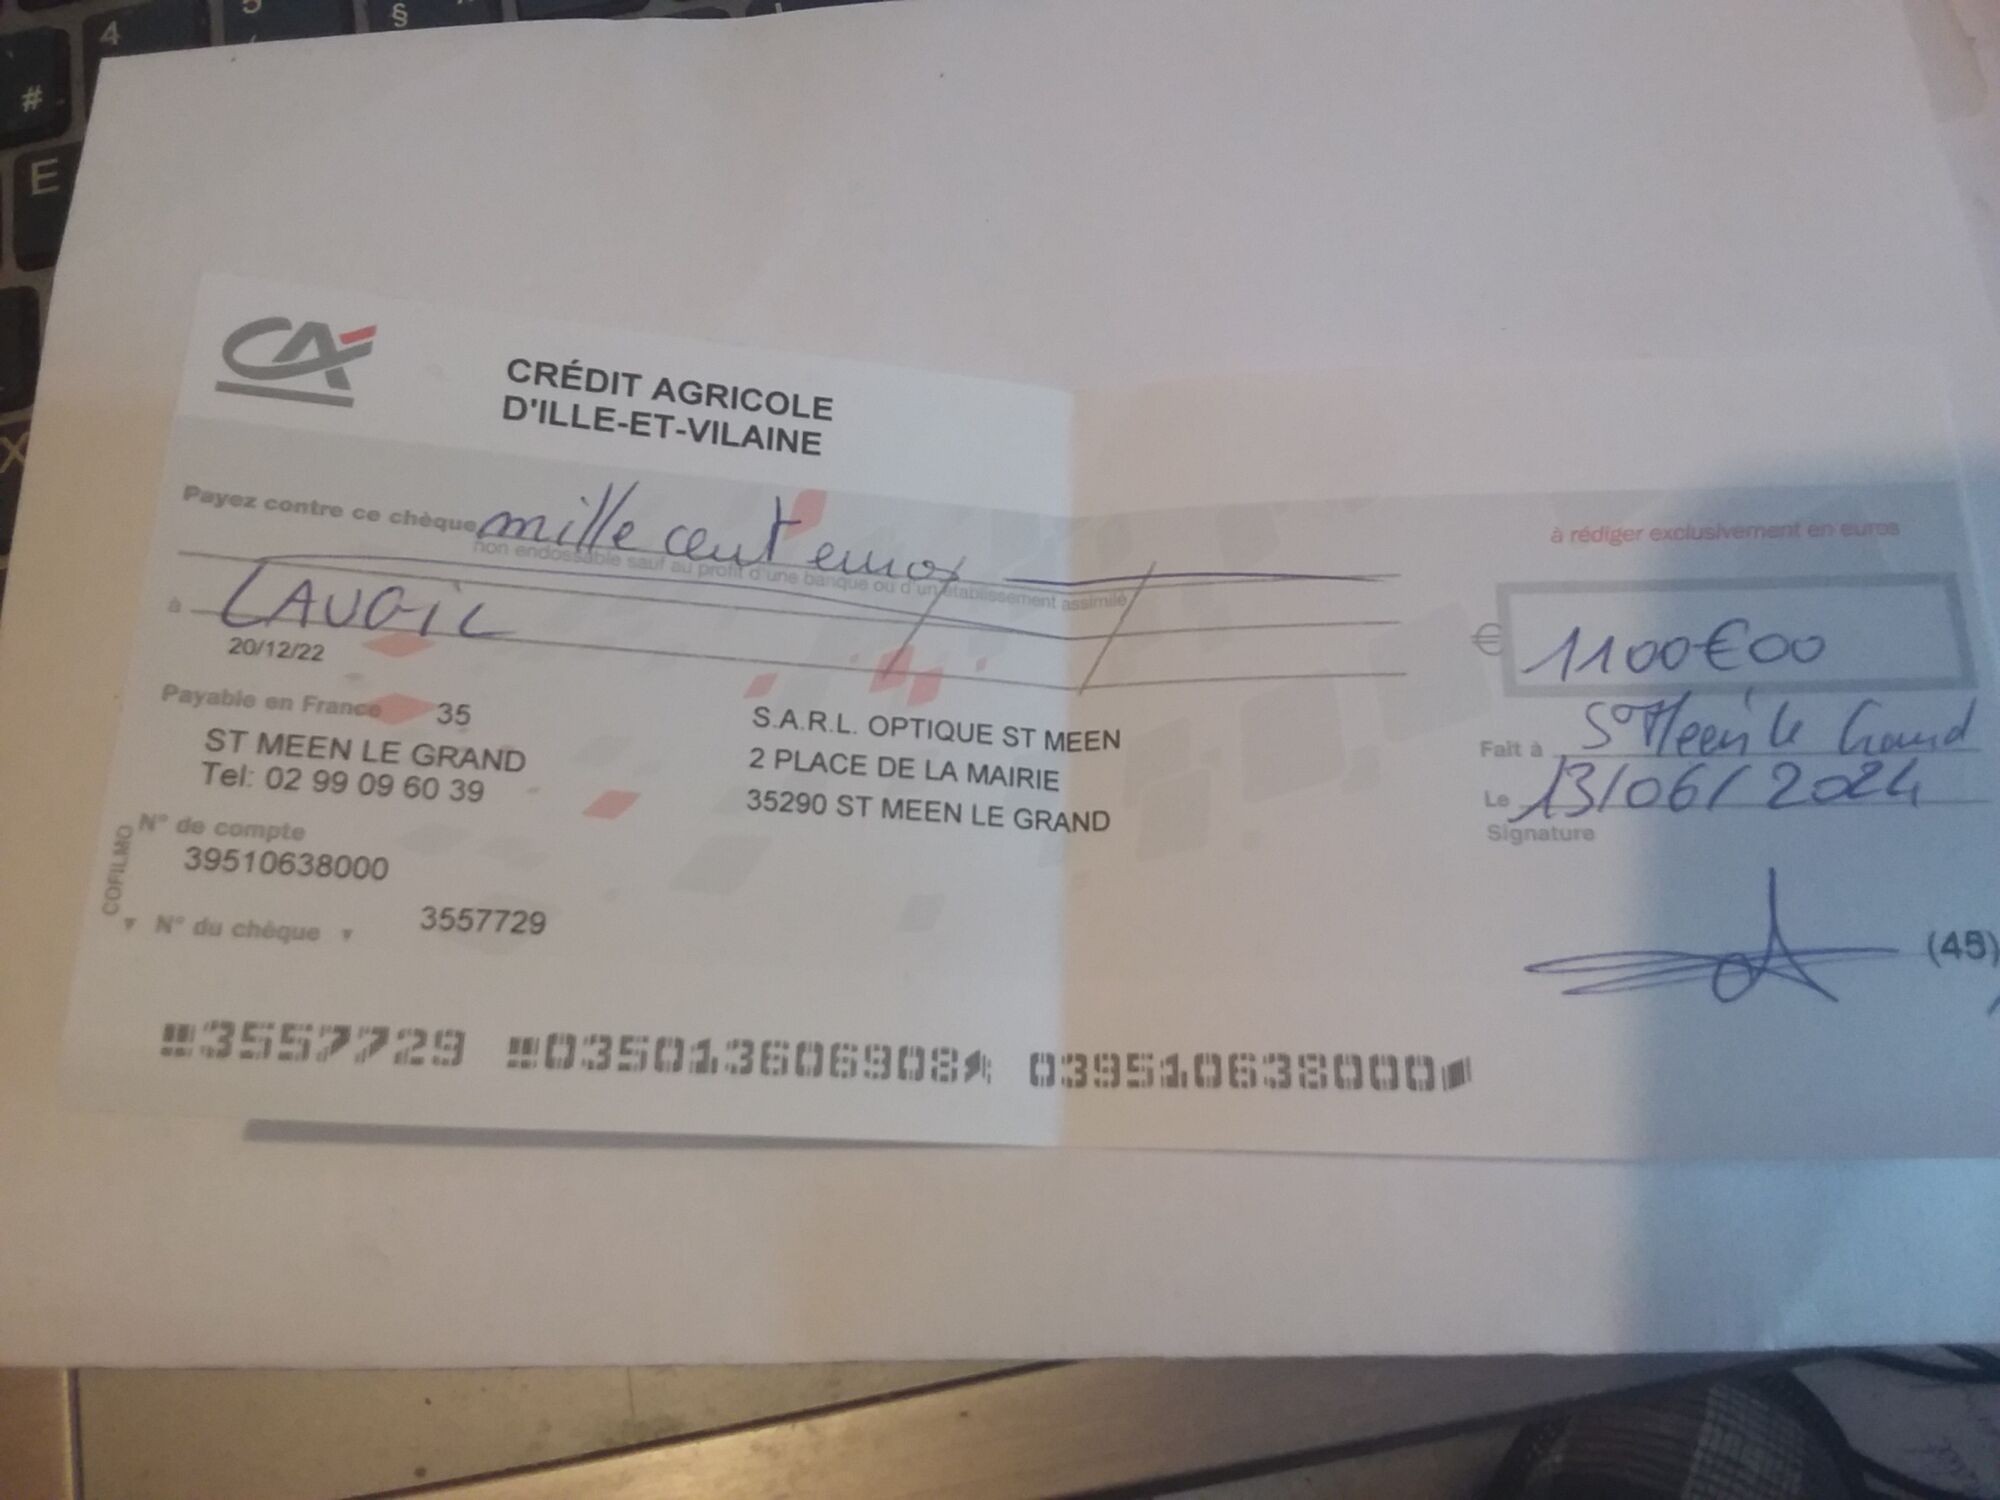 4 5 §
#
E
X
CA
CRÉDIT AGRICOLE
D'ILLE-ET-VILAINE
Payez contre ce chèque mille cent euros
non endossable sauf au profit d'une banque ou d'un établissement assimilé
à rédiger exclusivement en euros
à LAVOIL
€ 1100€00
20/12/22
Payable en France 35
ST MEEN LE GRAND
Tel: 02 99 09 60 39
S.A.R.L. OPTIQUE ST MEEN
2 PLACE DE LA MAIRIE
35290 ST MEEN LE GRAND
Fait à St Meen le Grand
Le 13/06/2024
Signature
COFILMO
N° de compte
39510638000
N° du chèque 3557729
(45)
3557729 035013606908 039510638000